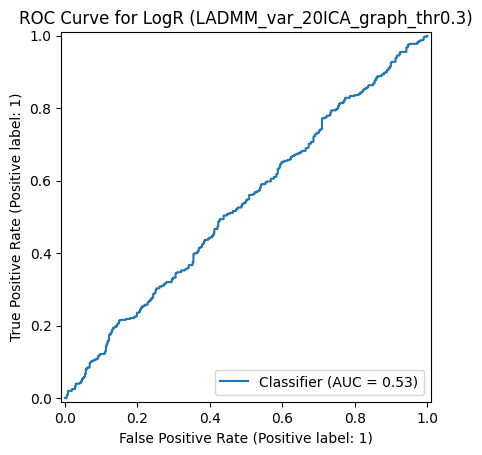 ROC Curve for LogR (LADMM_var_20ICA_graph_thr0.3)
True Positive Rate (Positive label: 1)
1.0
0.8
0.6
0.4
0.2
0.0
Classifier (AUC = 0.53)
0.0 0.2 0.4 0.6 0.8 1.0
False Positive Rate (Positive label: 1)